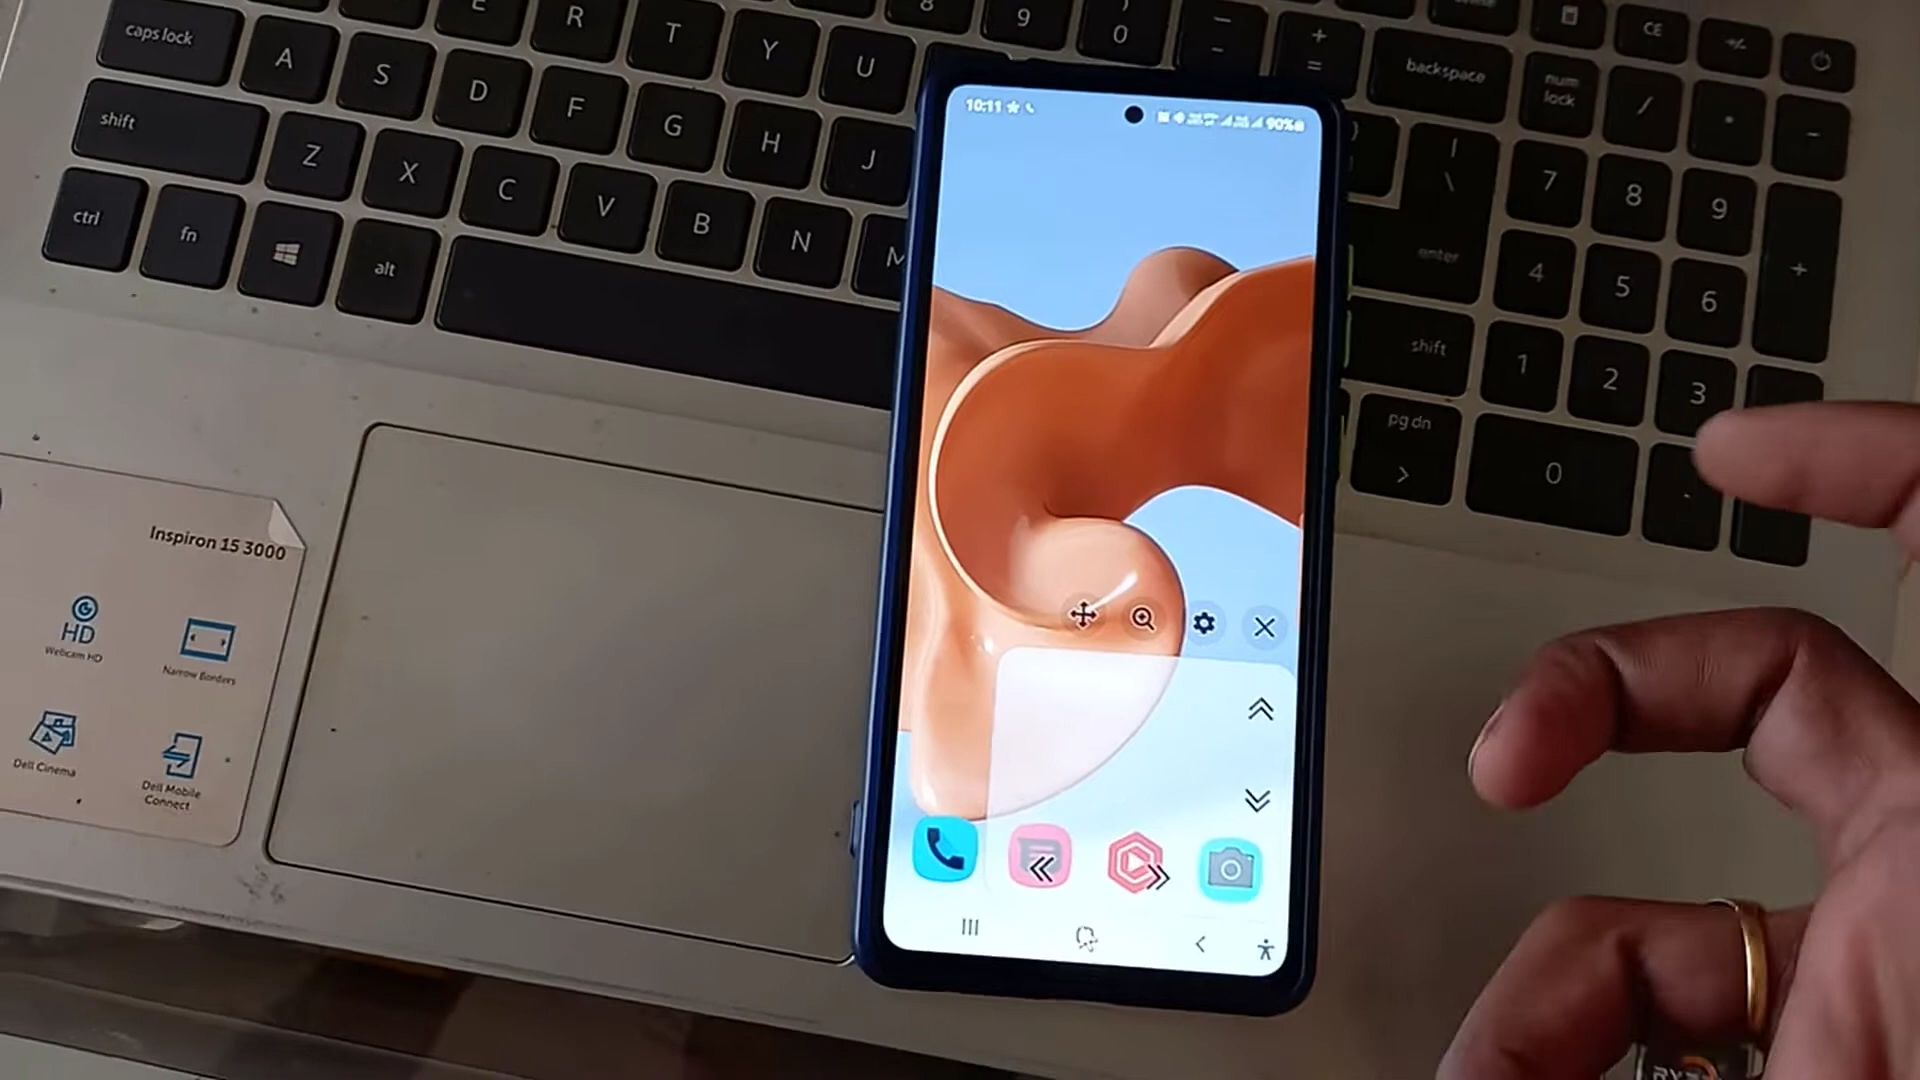 E R T Y U 8 9 0 - + = backspace num lock / CE
caps lock A S D F G H J
shift Z X C V B N M
ctrl fn alt
enter shift pg dn >
7 8 9 +
4 5 6
1 2 3
0 .
10:11
90%
Inspiron 15 3000
HD
Webcam HD
Narrow Borders
Dell Cinema
Dell Mobile
Connect